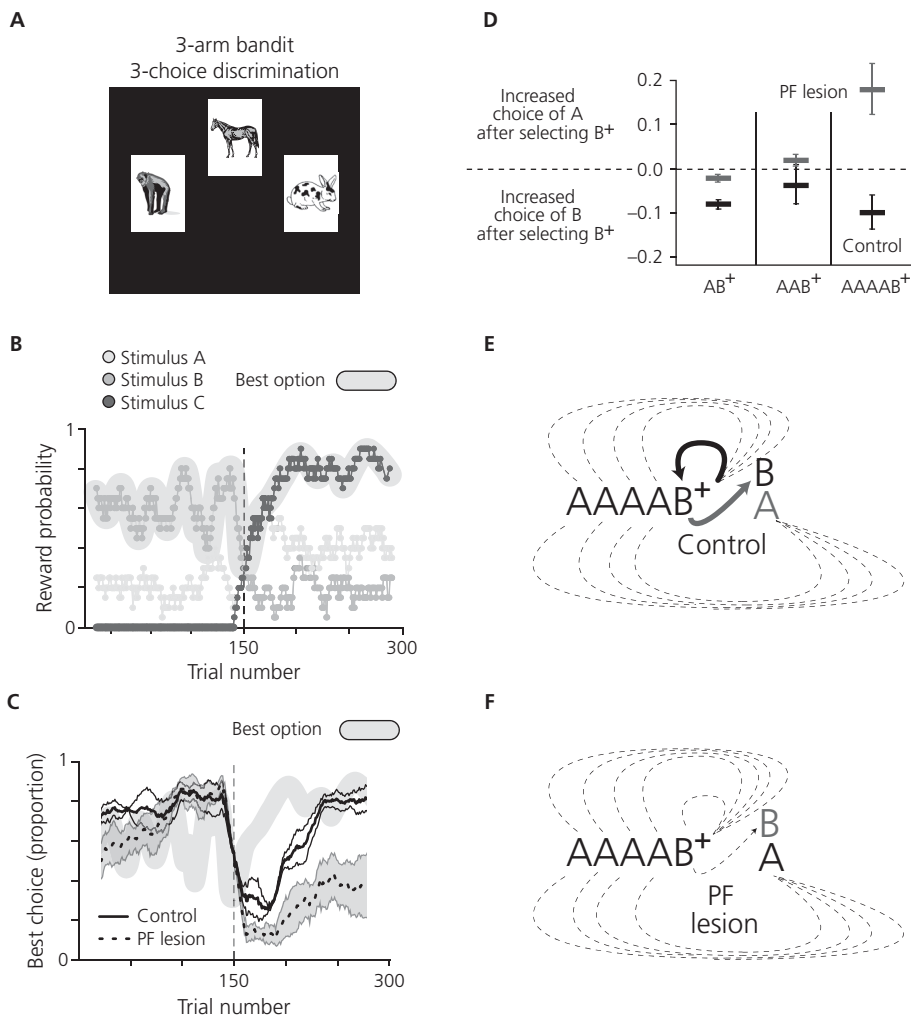 A
3-arm bandit
3-choice discrimination
B
Stimulus A
Stimulus B
Stimulus C
Best option
1
Reward probability
0
150
300
Trial number
C
Best option
1
Best choice (proportion)
Control
PF lesion
0
150
300
Trial number
D
Increased
choice of A
after selecting B+
Increased
choice of B
after selecting B+
0.2
0.1
0.0
−0.1
−0.2
PF lesion
Control
AB+
AAB+
AAAAB+
E
AAAAB+
B
A
Control
F
AAAAB+
B
A
PF
lesion